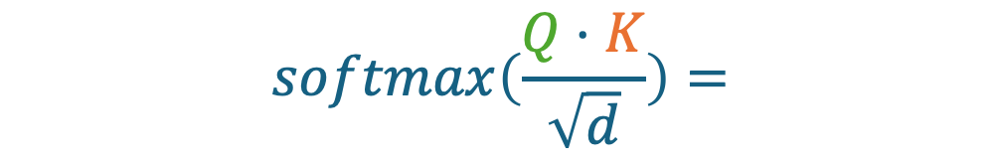 softmax(Q · K / √d) =